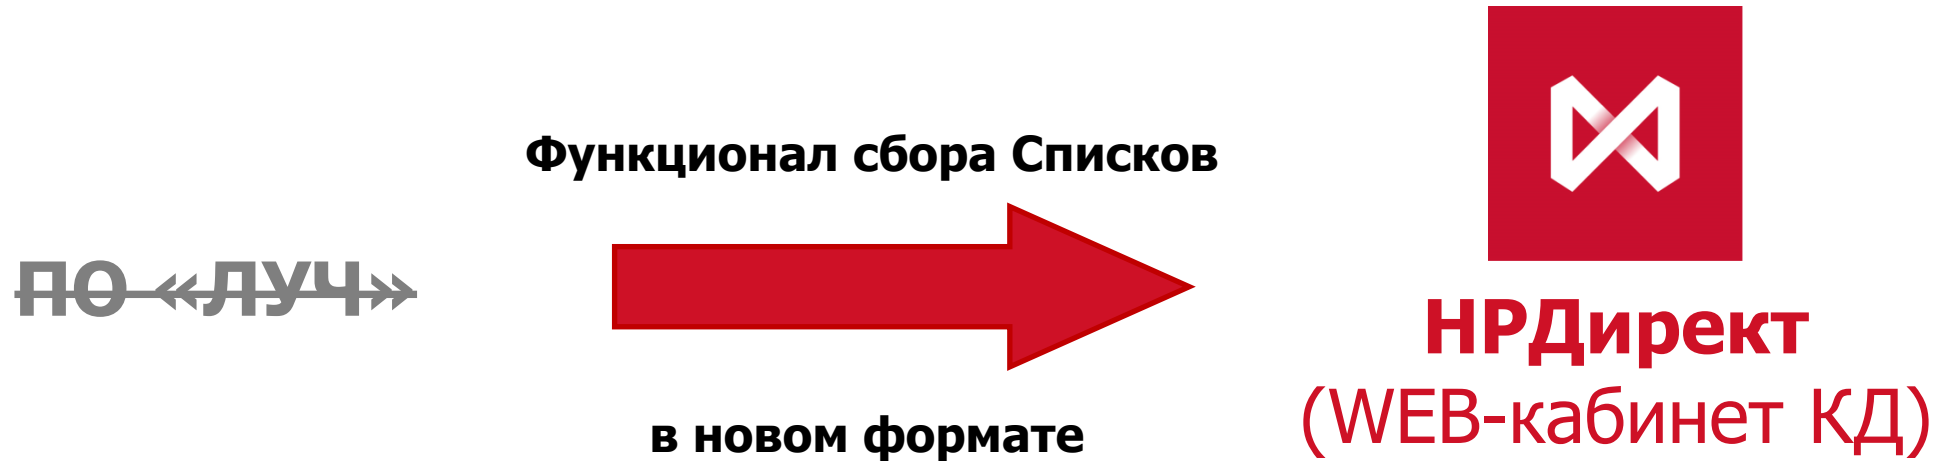 ПО «ЛУЧ»
Функционал сбора Списков
в новом формате
НРДирект
(WEB-кабинет КД)